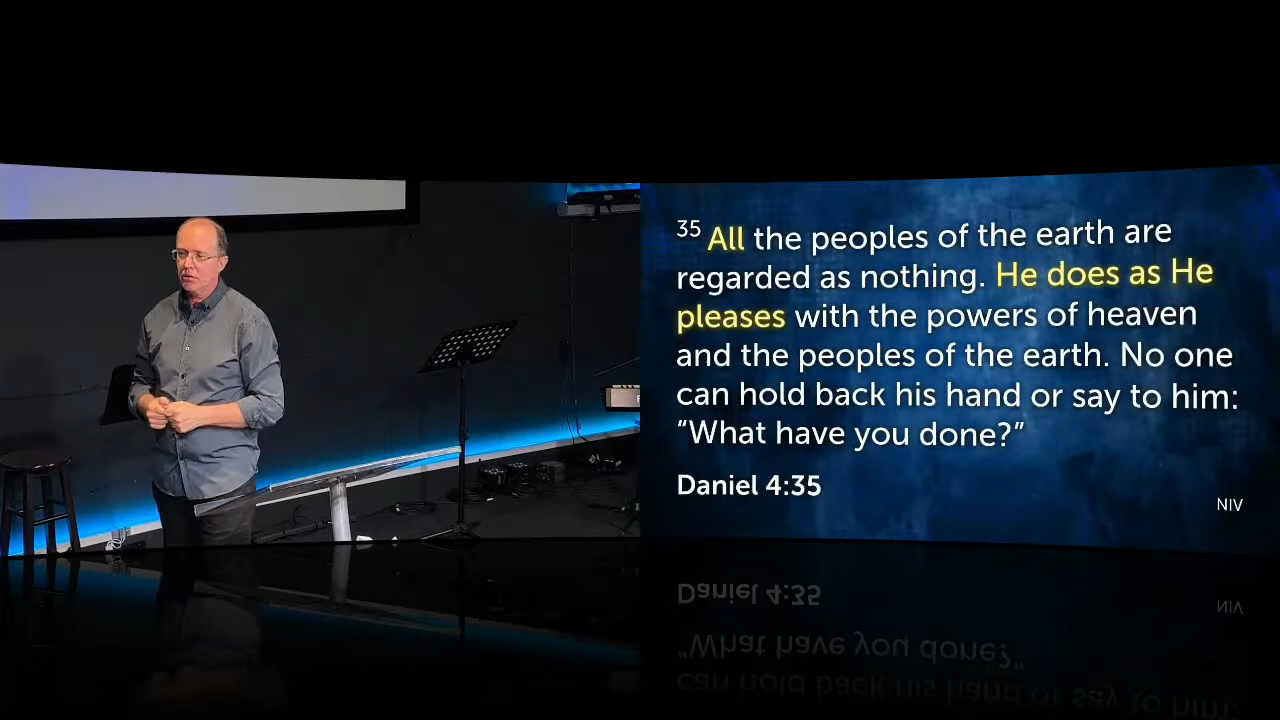 35 All the peoples of the earth are
regarded as nothing. He does as He
pleases with the powers of heaven
and the peoples of the earth. No one
can hold back his hand or say to him:
“What have you done?”
Daniel 4:35
NIV